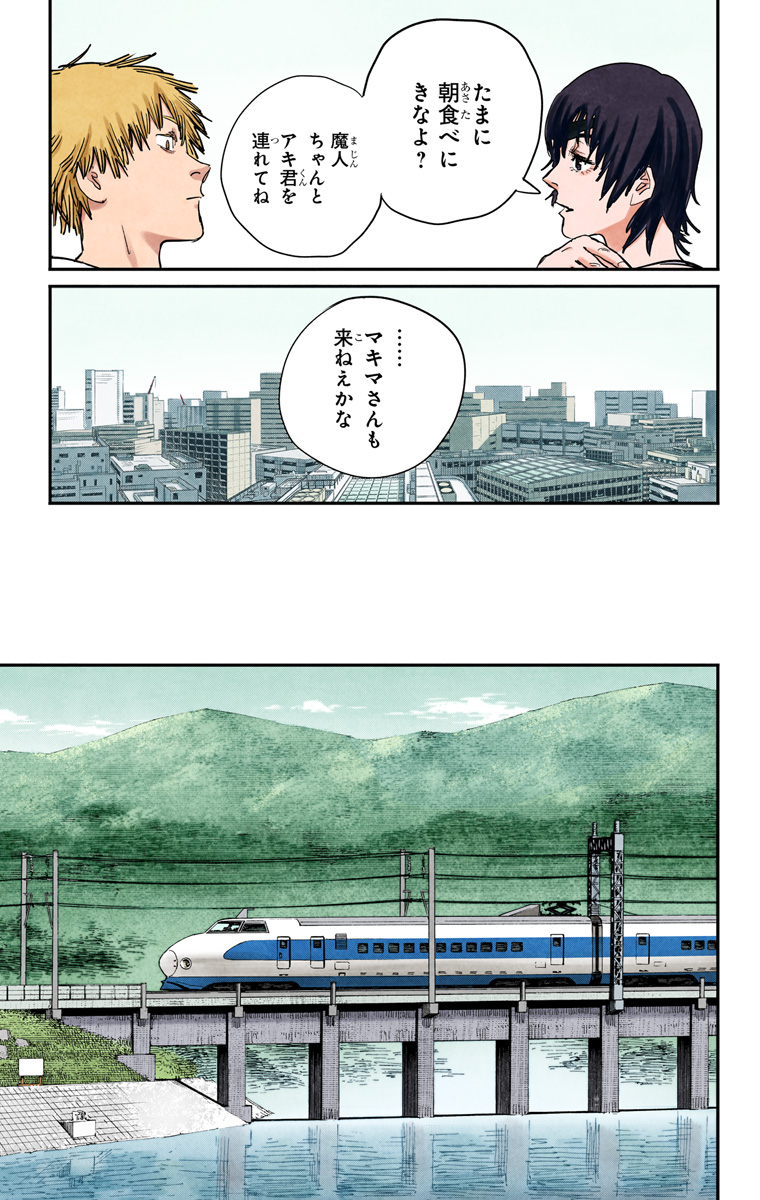 たまに
朝食べに
きなよ?
魔人
ちゃんと
アキ君を
連れてね
……
マキマさんも
来ねえかな